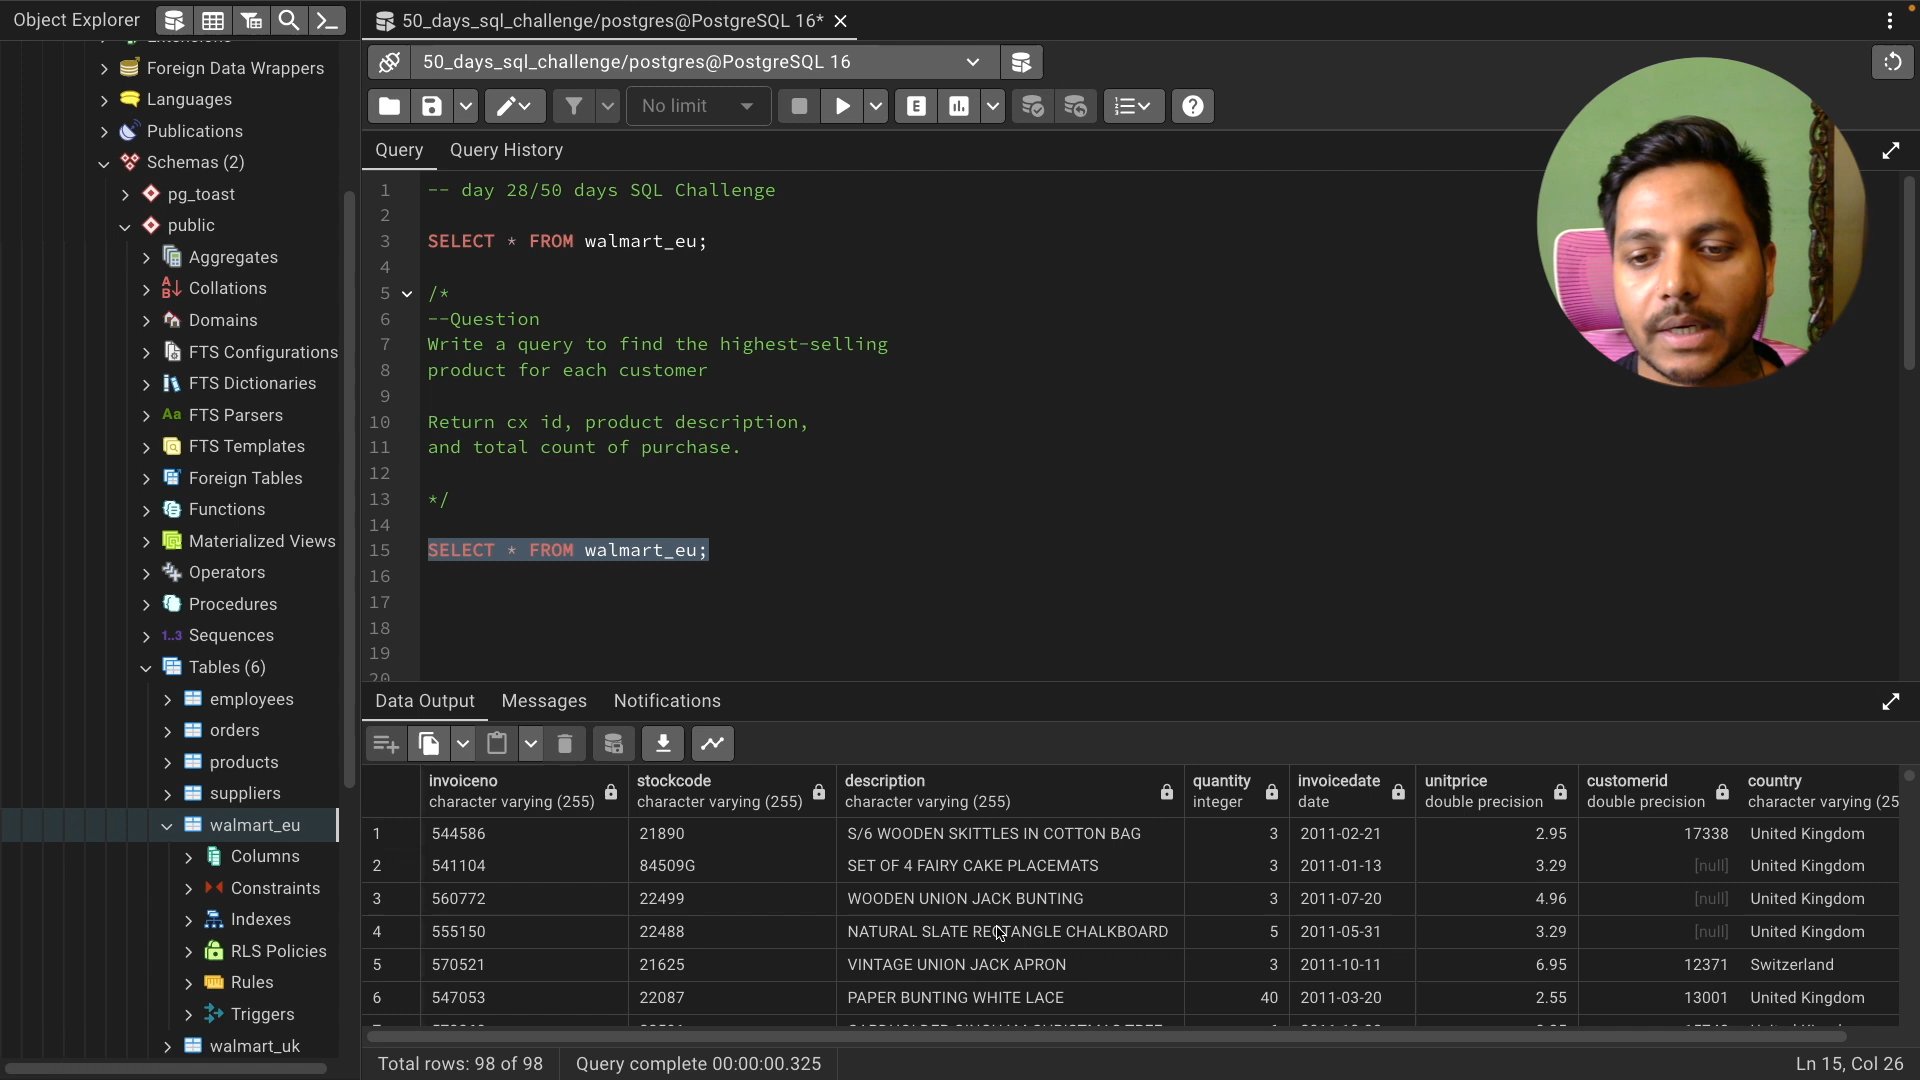 Object Explorer
50_days_sql_challenge/postgres@PostgreSQL 16*
50_days_sql_challenge/postgres@PostgreSQL 16
No limit
E
Foreign Data Wrappers
Languages
Publications
Schemas (2)
pg_toast
public
Aggregates
Collations
Domains
FTS Configurations
FTS Dictionaries
Aa FTS Parsers
FTS Templates
Foreign Tables
Functions
Materialized Views
Operators
Procedures
1..3 Sequences
Tables (6)
employees
orders
products
suppliers
walmart_eu
Columns
Constraints
Indexes
RLS Policies
Rules
Triggers
walmart_uk
Query Query History
1 -- day 28/50 days SQL Challenge
2
3 SELECT * FROM walmart_eu;
4
5 /*
6 --Question
7 Write a query to find the highest-selling
8 product for each customer
9
10 Return cx id, product description,
11 and total count of purchase.
12
13 */
14
15 SELECT * FROM walmart_eu;
16
17
18
19
20
Data Output Messages Notifications
invoiceno stockcode description quantity invoicedate unitprice customerid country
character varying (255) character varying (255) character varying (255) integer date double precision double precision character varying (25
1 544586 21890 S/6 WOODEN SKITTLES IN COTTON BAG 3 2011-02-21 2.95 17338 United Kingdom
2 541104 84509G SET OF 4 FAIRY CAKE PLACEMATS 3 2011-01-13 3.29 [null] United Kingdom
3 560772 22499 WOODEN UNION JACK BUNTING 3 2011-07-20 4.96 [null] United Kingdom
4 555150 22488 NATURAL SLATE RECTANGLE CHALKBOARD 5 2011-05-31 3.29 [null] United Kingdom
5 570521 21625 VINTAGE UNION JACK APRON 3 2011-10-11 6.95 12371 Switzerland
6 547053 22087 PAPER BUNTING WHITE LACE 40 2011-03-20 2.55 13001 United Kingdom
Total rows: 98 of 98 Query complete 00:00:00.325 Ln 15, Col 26